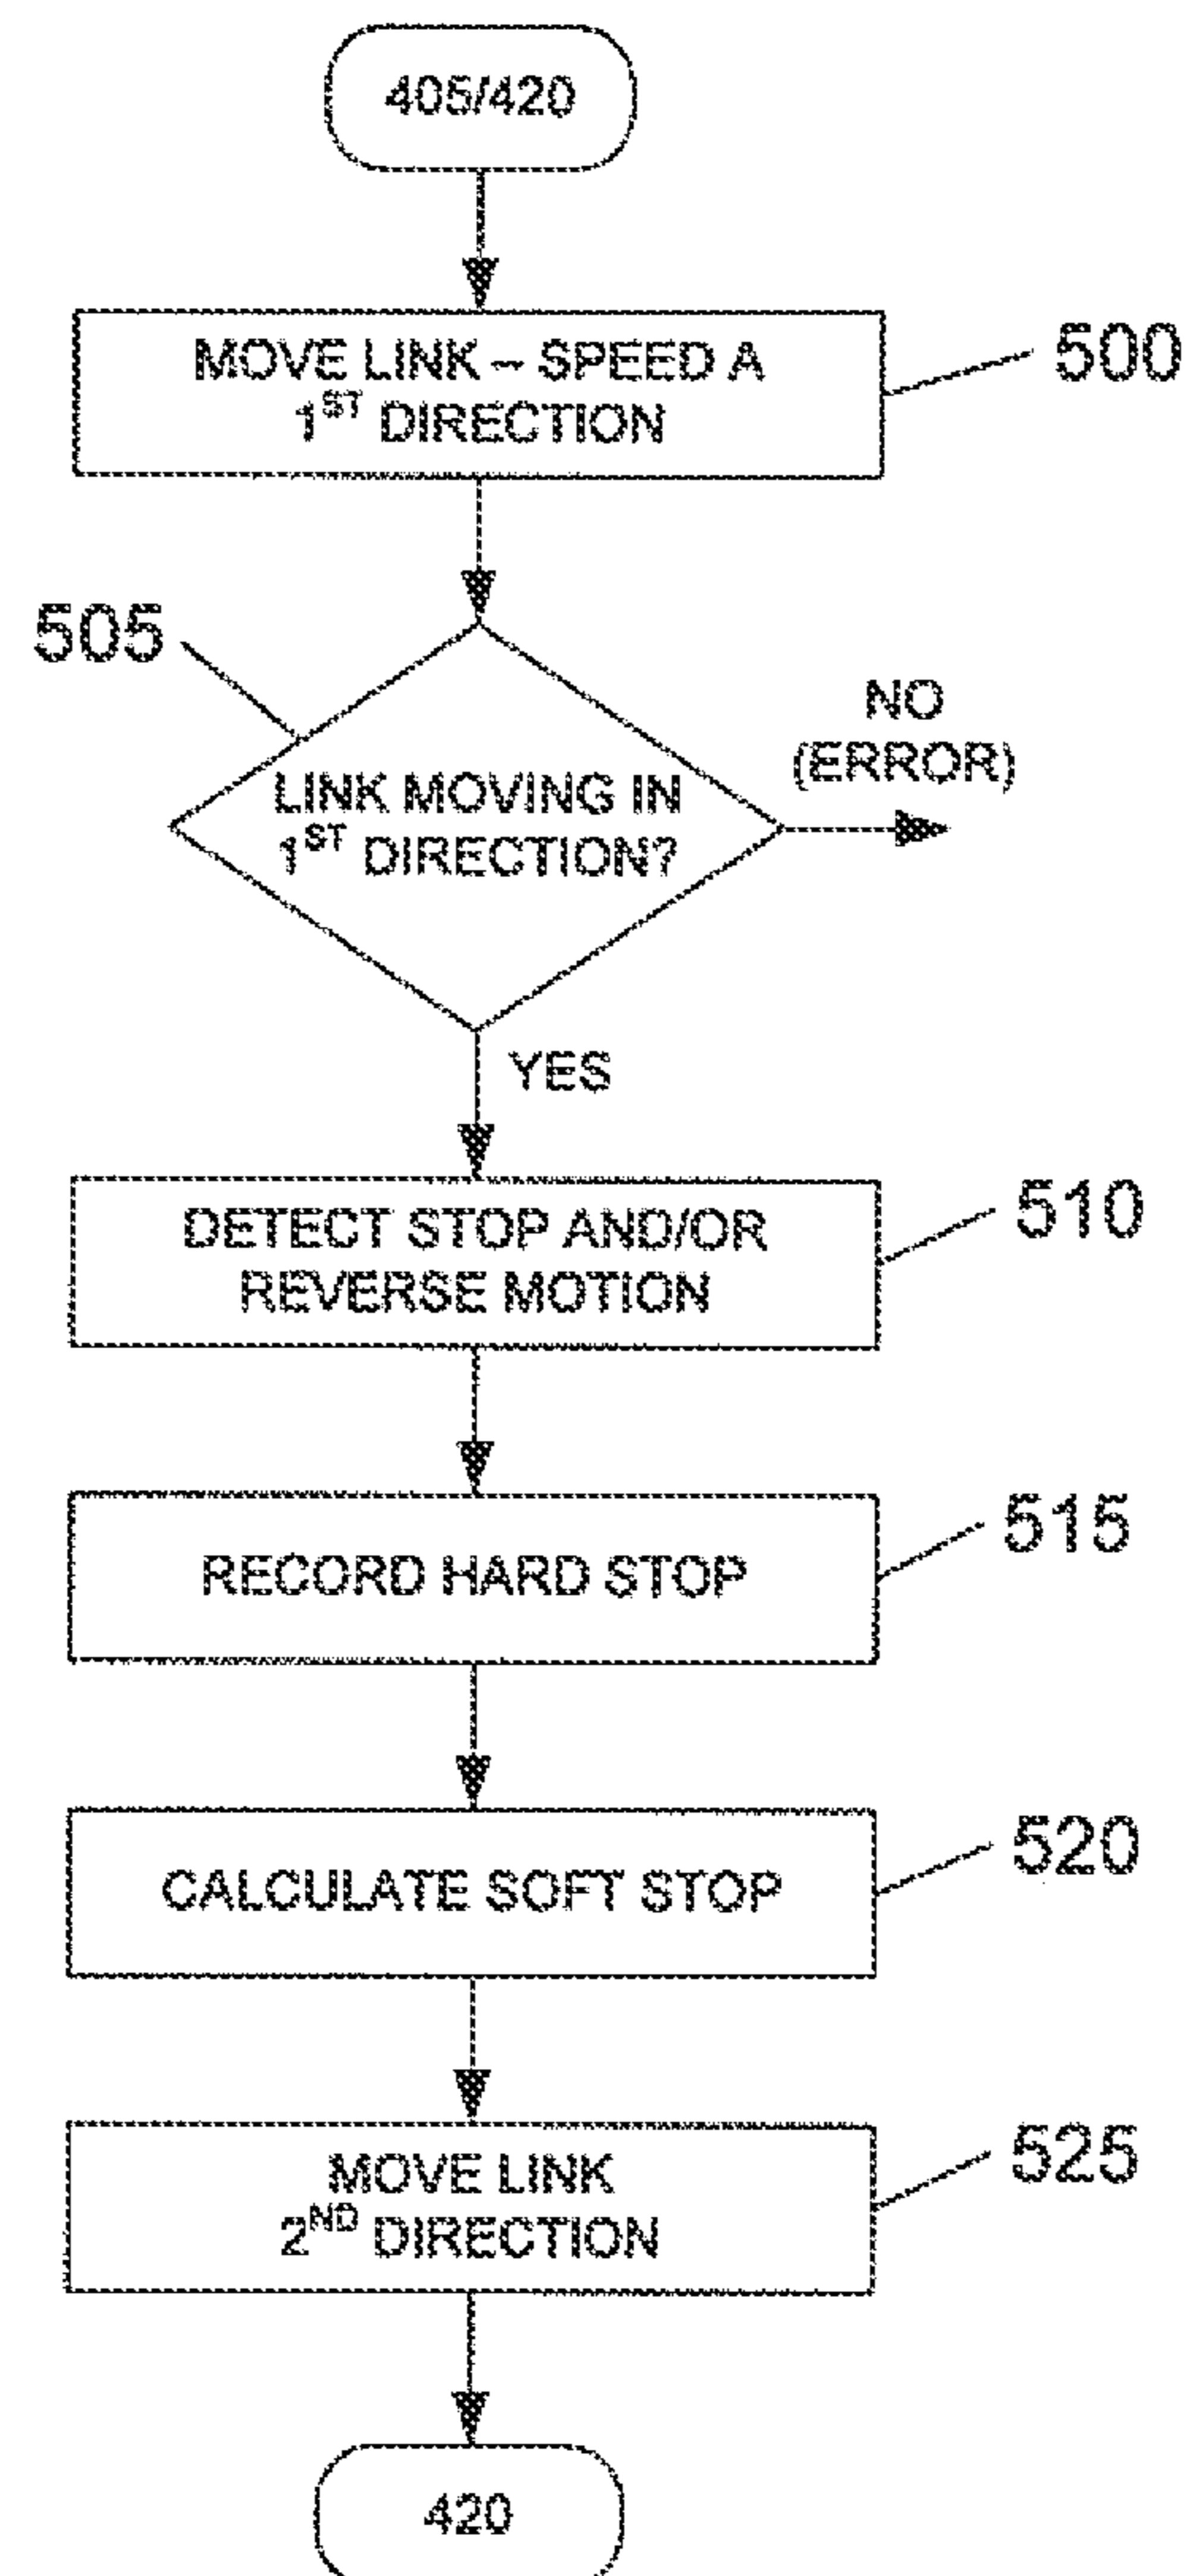 405/420
MOVE LINK – SPEED A
1ST DIRECTION
500
505
NO
(ERROR)
LINK MOVING IN
1ST DIRECTION?
YES
DETECT STOP AND/OR
REVERSE MOTION
510
RECORD HARD STOP
515
CALCULATE SOFT STOP
520
MOVE LINK
2ND DIRECTION
525
420